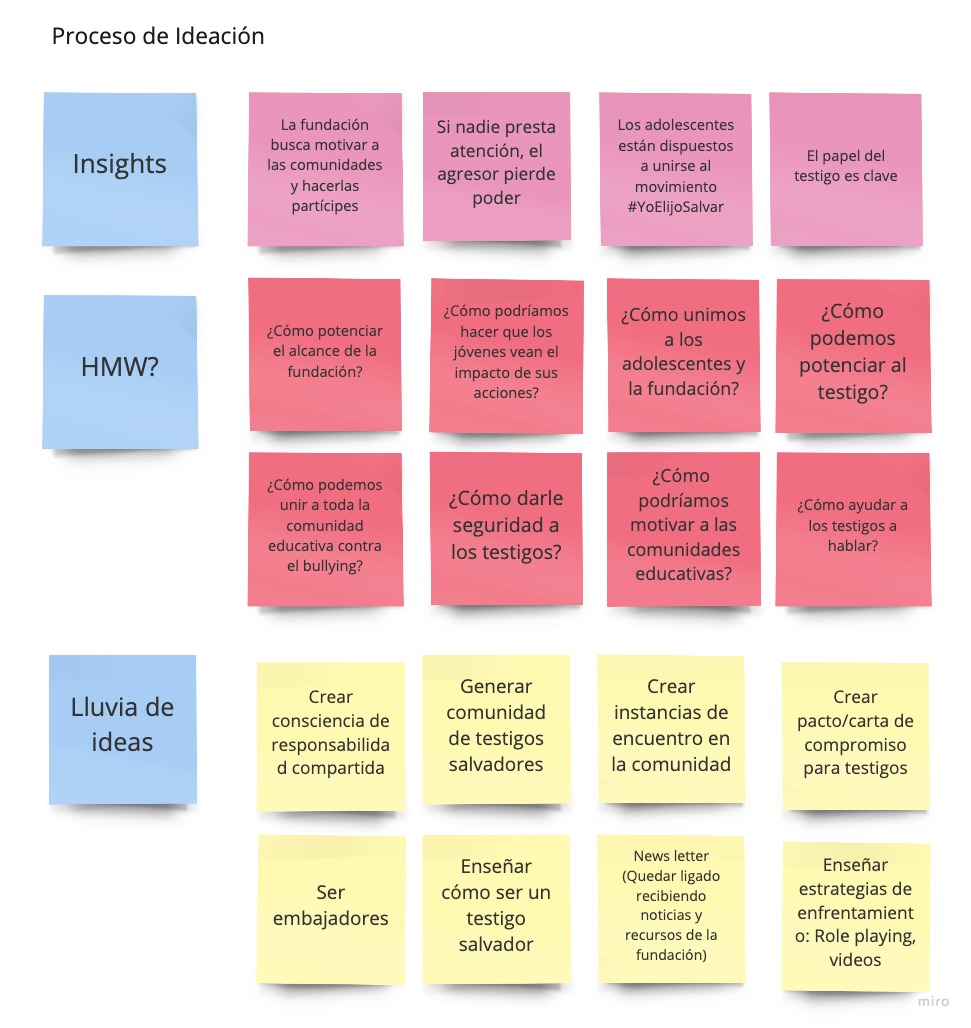 Proceso de Ideación
Insights
La fundación
busca motivar a
las comunidades
y hacerlas
partícipes
Si nadie presta
atención, el
agresor pierde
poder
Los adolescentes
están dispuestos
a unirse al
movimiento
#YoElijoSalvar
El papel del
testigo es clave
HMW?
¿Cómo potenciar
el alcance de la
fundación?
¿Cómo podríamos
hacer que los
jóvenes vean el
impacto de sus
acciones?
¿Cómo unimos
a los
adolescentes y
la fundación?
¿Cómo
podemos
potenciar al
testigo?
¿Cómo podemos
unir a toda la
comunidad
educativa contra
el bullying?
¿Cómo darle
seguridad a
los testigos?
¿Cómo
podríamos
motivar a las
comunidades
educativas?
¿Cómo ayudar a
los testigos a
hablar?
Lluvia de
ideas
Crear
consciencia de
responsabilida
d compartida
Generar
comunidad
de testigos
salvadores
Crear
instancias de
encuentro en
la comunidad
Crear
pacto/carta de
compromiso
para testigos
Ser
embajadores
Enseñar
cómo ser un
testigo
salvador
News letter
(Quedar ligado
recibiendo
noticias y
recursos de la
fundación)
Enseñar
estrategias de
enfrentamient
o: Role playing,
videos
miro